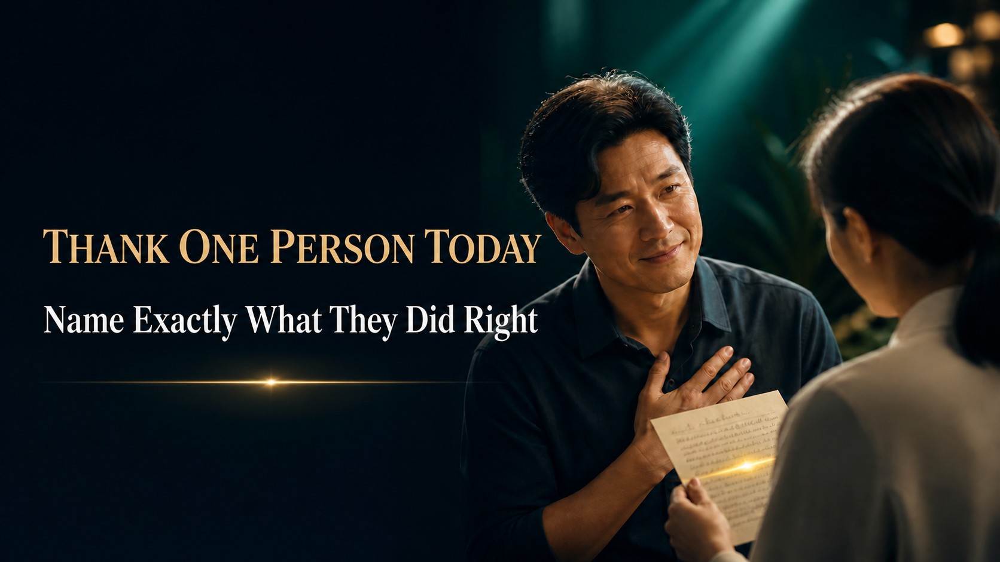 Thank One Person Today
Name Exactly What They Did Right